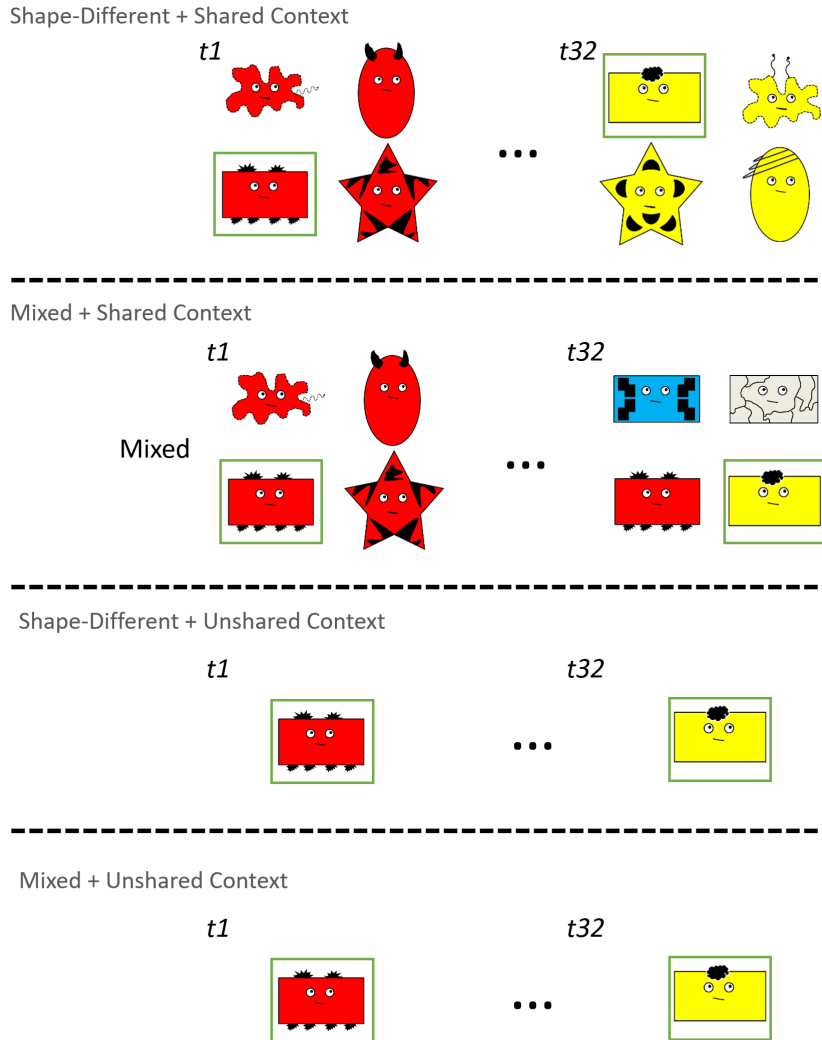 Shape-Different + Shared Context
t1
t32
...
Mixed + Shared Context
t1
t32
Mixed
...
Shape-Different + Unshared Context
t1
t32
...
Mixed + Unshared Context
t1
t32
...